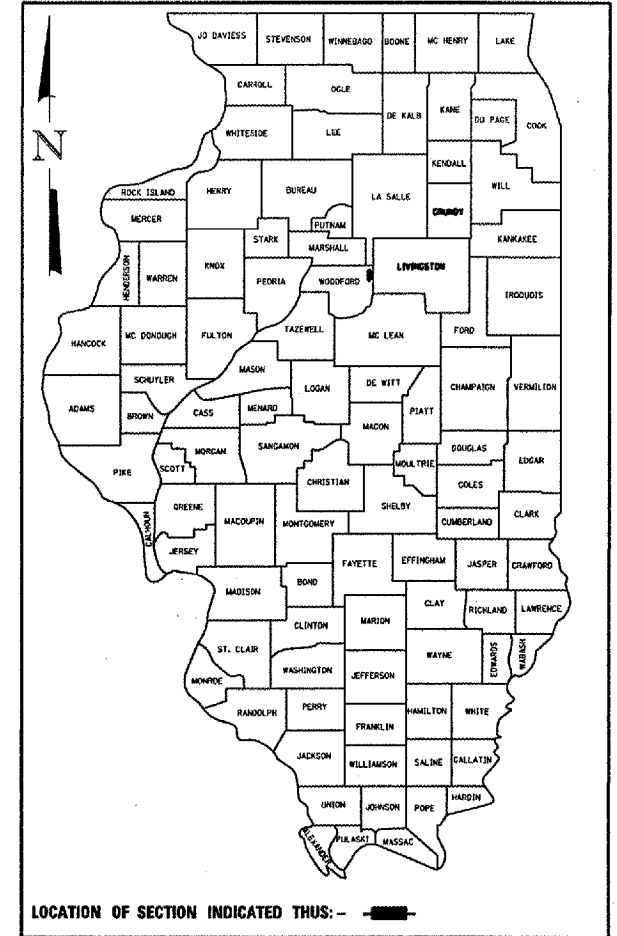 JO DAVIESS STEVENSON WINNEBAGO BOONE MC HENRY LAKE
CARROLL OGLE
DE KALB KANE DU PAGE COOK
N
WHITESIDE LEE
KENDALL
WILL
ROCK ISLAND HENRY BUREAU LA SALLE
GRUNDY
MERCER PUTNAM
STARK MARSHALL KANKAKEE
HENDERSON WARREN KNOX LIVINGSTON
PEORIA WOODFORD
IROQUOIS
HANCOCK MC DONOUGH FULTON TAZEWELL MC LEAN FORD
MASON
SCHUYLER LOGAN DE WITT CHAMPAIGN VERMILION
ADAMS BROWN CASS MENARD PIATT
MACON
MORGAN SANGAMON DOUGLAS EDGAR
PIKE SCOTT MOULTRIE
CHRISTIAN COLES
GREENE SHELBY
CALHOUN MACOUPIN MONTGOMERY CUMBERLAND CLARK
JERSEY
FAYETTE EFFINGHAM JASPER CRAWFORD
MADISON BOND
CLAY RICHLAND LAWRENCE
CLINTON MARION
ST. CLAIR WAYNE EDWARDS WABASH
WASHINGTON JEFFERSON
MONROE
RANDOLPH PERRY HAMILTON WHITE
FRANKLIN
JACKSON WILLIAMSON SALINE GALLATIN
UNION JOHNSON POPE HARDIN
ALEXANDER PULASKI MASSAC
LOCATION OF SECTION INDICATED THUS: -